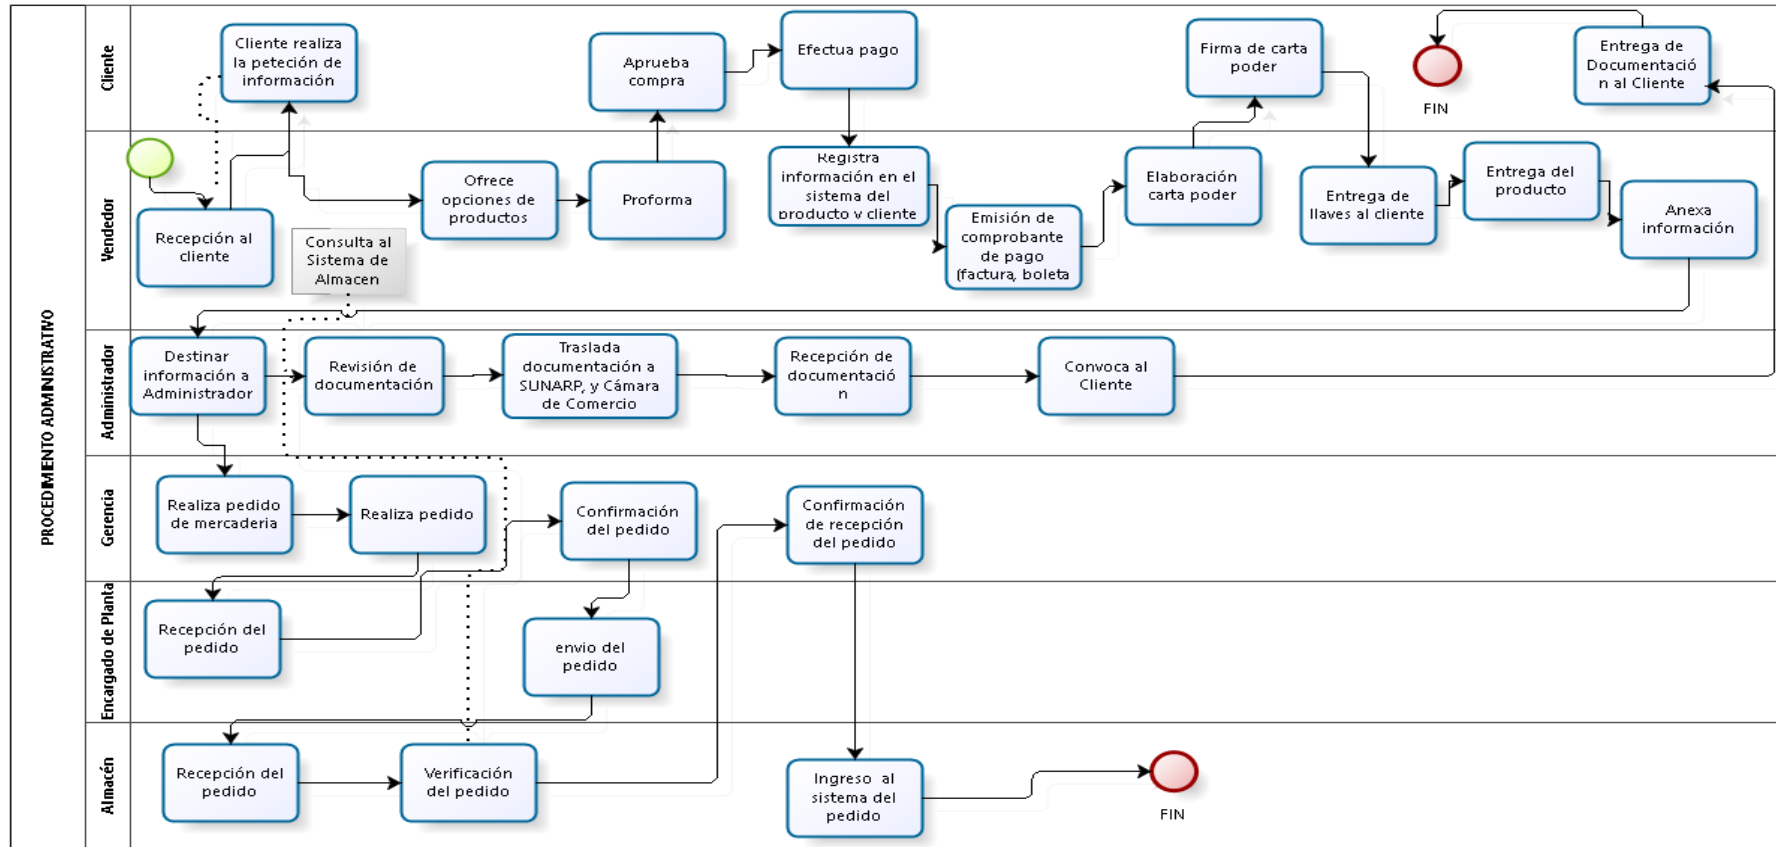 PROCEDIMIENTO ADMINISTRATIVO
Cliente
Cliente realiza
la peteción de
información
Aprueba
compra
Efectua pago
Firma de carta
poder
FIN
Entrega de
Documentació
n al Cliente
Vendedor
Recepción al
cliente
Consulta al
Sistema de
Almacen
Ofrece
opciones de
productos
Proforma
Registra
información en el
sistema del
producto y cliente
Emisión de
comprobante
de pago
(factura, boleta
Elaboración
carta poder
Entrega de
llaves al cliente
Entrega del
producto
Anexa
información
Administrador
Destinar
información a
Administrador
Revisión de
documentación
Traslada
documentación a
SUNARP, y Cámara
de Comercio
Recepción de
documentació
n
Convoca al
Cliente
Gerencia
Realiza pedido
de mercaderia
Realiza pedido
Confirmación
del pedido
Confirmación
de recepción
del pedido
Encargado de Planta
Recepción del
pedido
envio del
pedido
Almacén
Recepción del
pedido
Verificación
del pedido
Ingreso al
sistema del
pedido
FIN